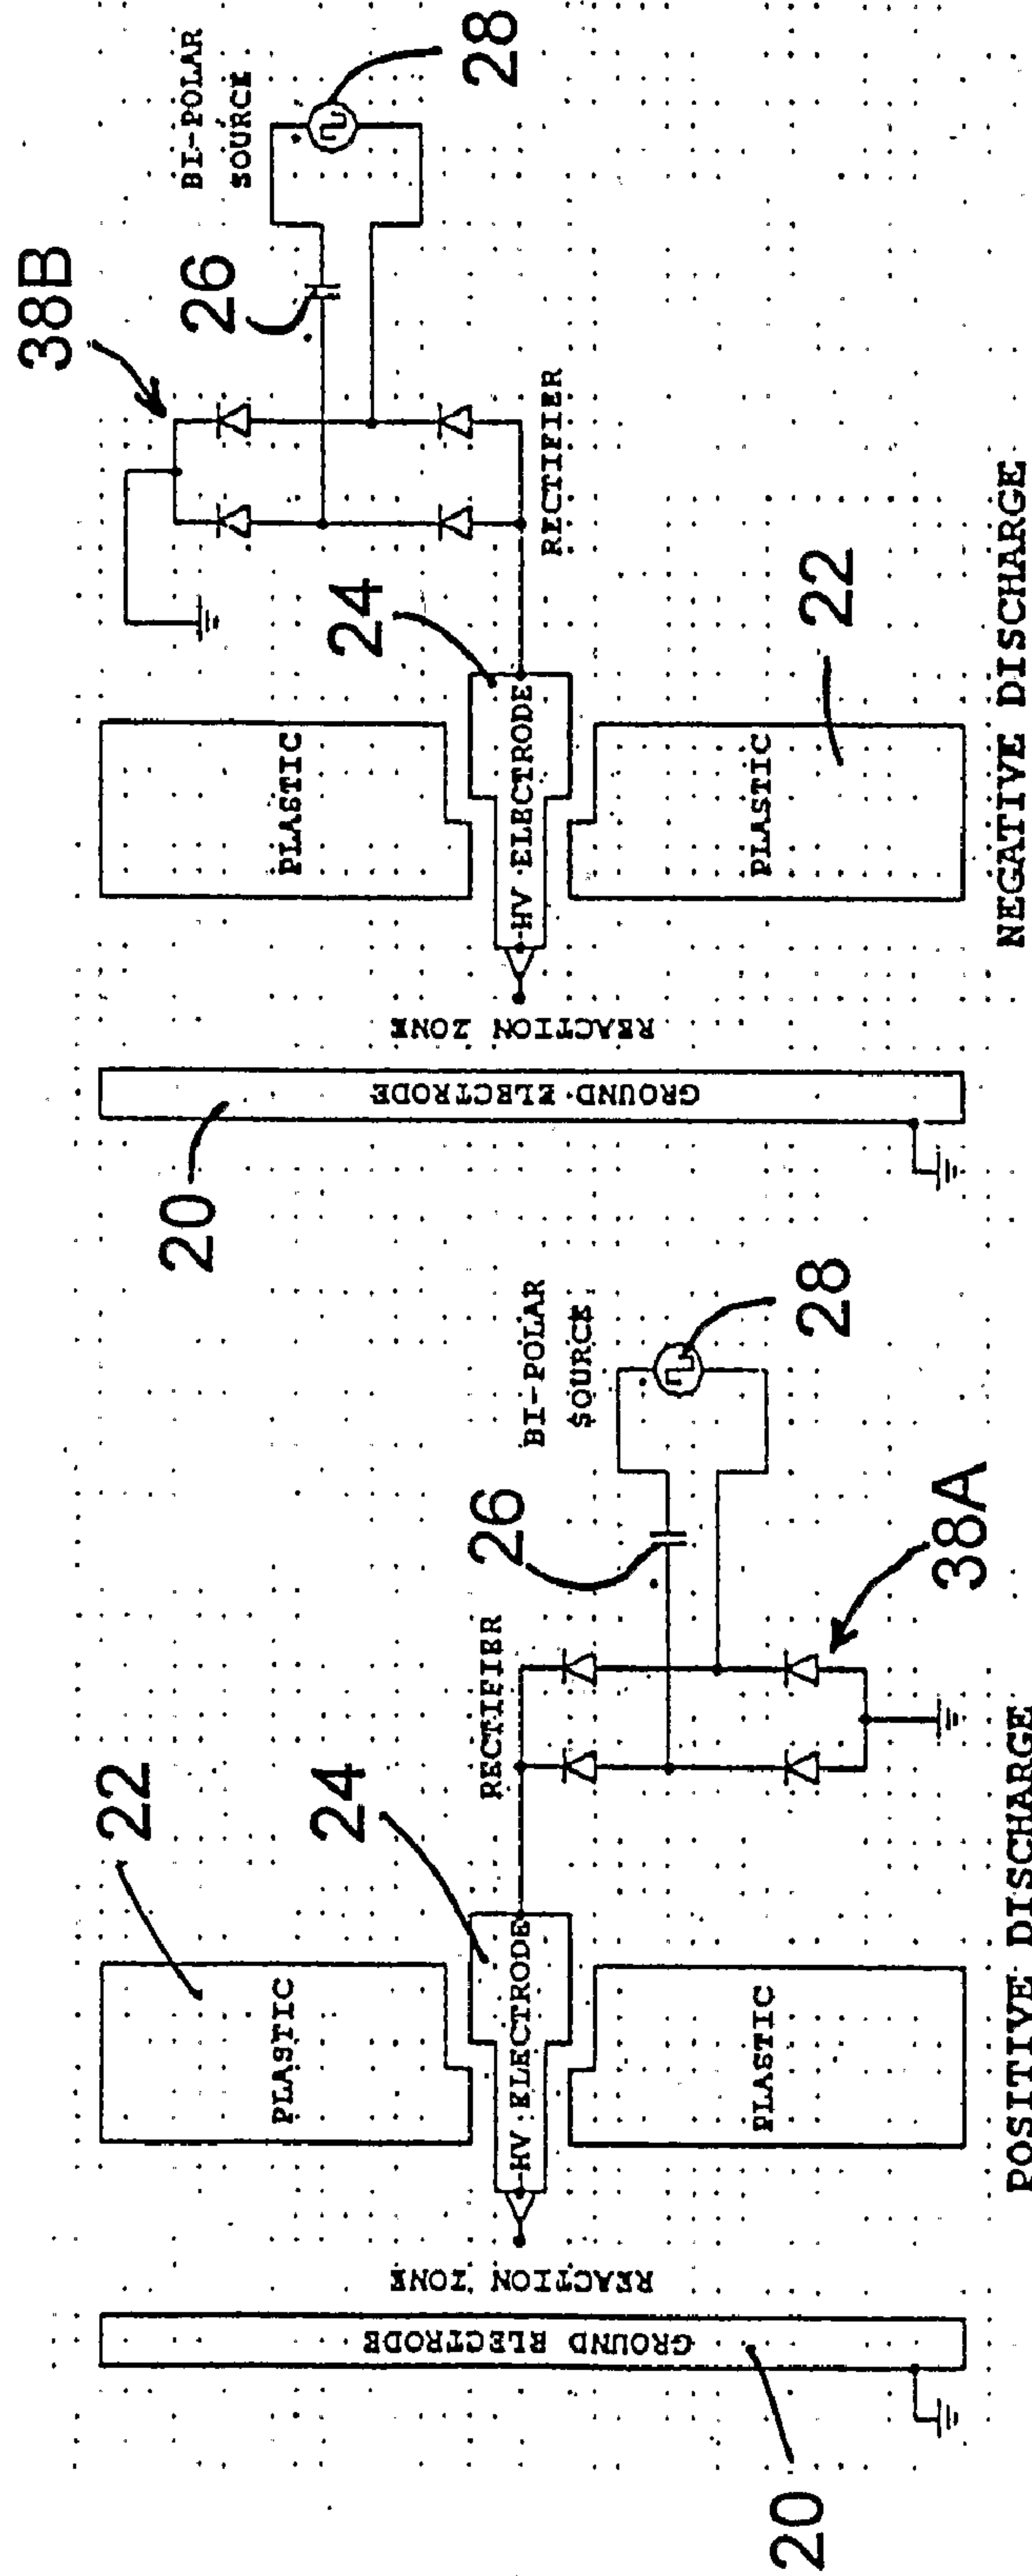 22
24
PLASTIC
HV ELECTRODE
PLASTIC
REACTION ZONE
GROUND ELECTRODE
20
RECTIFIER
26
BI-POLAR
SOURCE
28
38A
POSITIVE DISCHARGE
20
GROUND ELECTRODE
REACTION ZONE
PLASTIC
HV ELECTRODE
PLASTIC
24
22
38B
26
BI-POLAR
SOURCE
28
RECTIFIER
NEGATIVE DISCHARGE